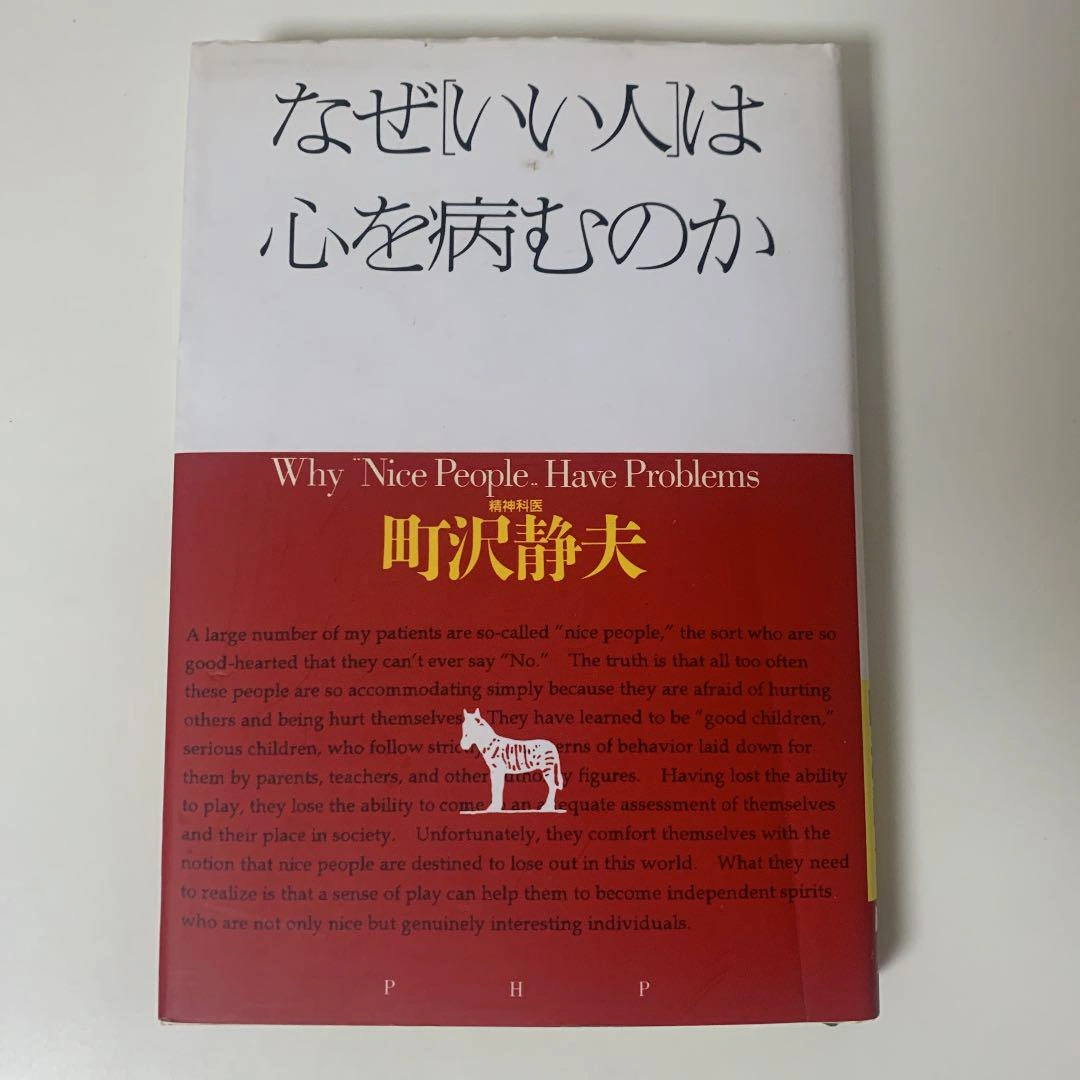 なぜ[いい人]は
心を病むのか
Why "Nice People" Have Problems
精神科医
町沢静夫
A large number of my patients are so-called "nice people," the sort who are so
good-hearted that they can't ever say "No." The truth is that all too often
these people are so accommodating simply because they are afraid of hurting
others and being hurt themselves. They have learned to be "good children,"
serious children, who follow erns of behavior laid down for
them by parents, teachers, and other figures. Having lost the ability
to play, they lose the ability to come an equate assessment of themselves
and their place in society. Unfortunately, they comfort themselves with the
notion that nice people are destined to lose out in this world. What they need
to realize is that a sense of play can help them to become independent spirits
who are not only nice but genuinely interesting individuals.
P H P